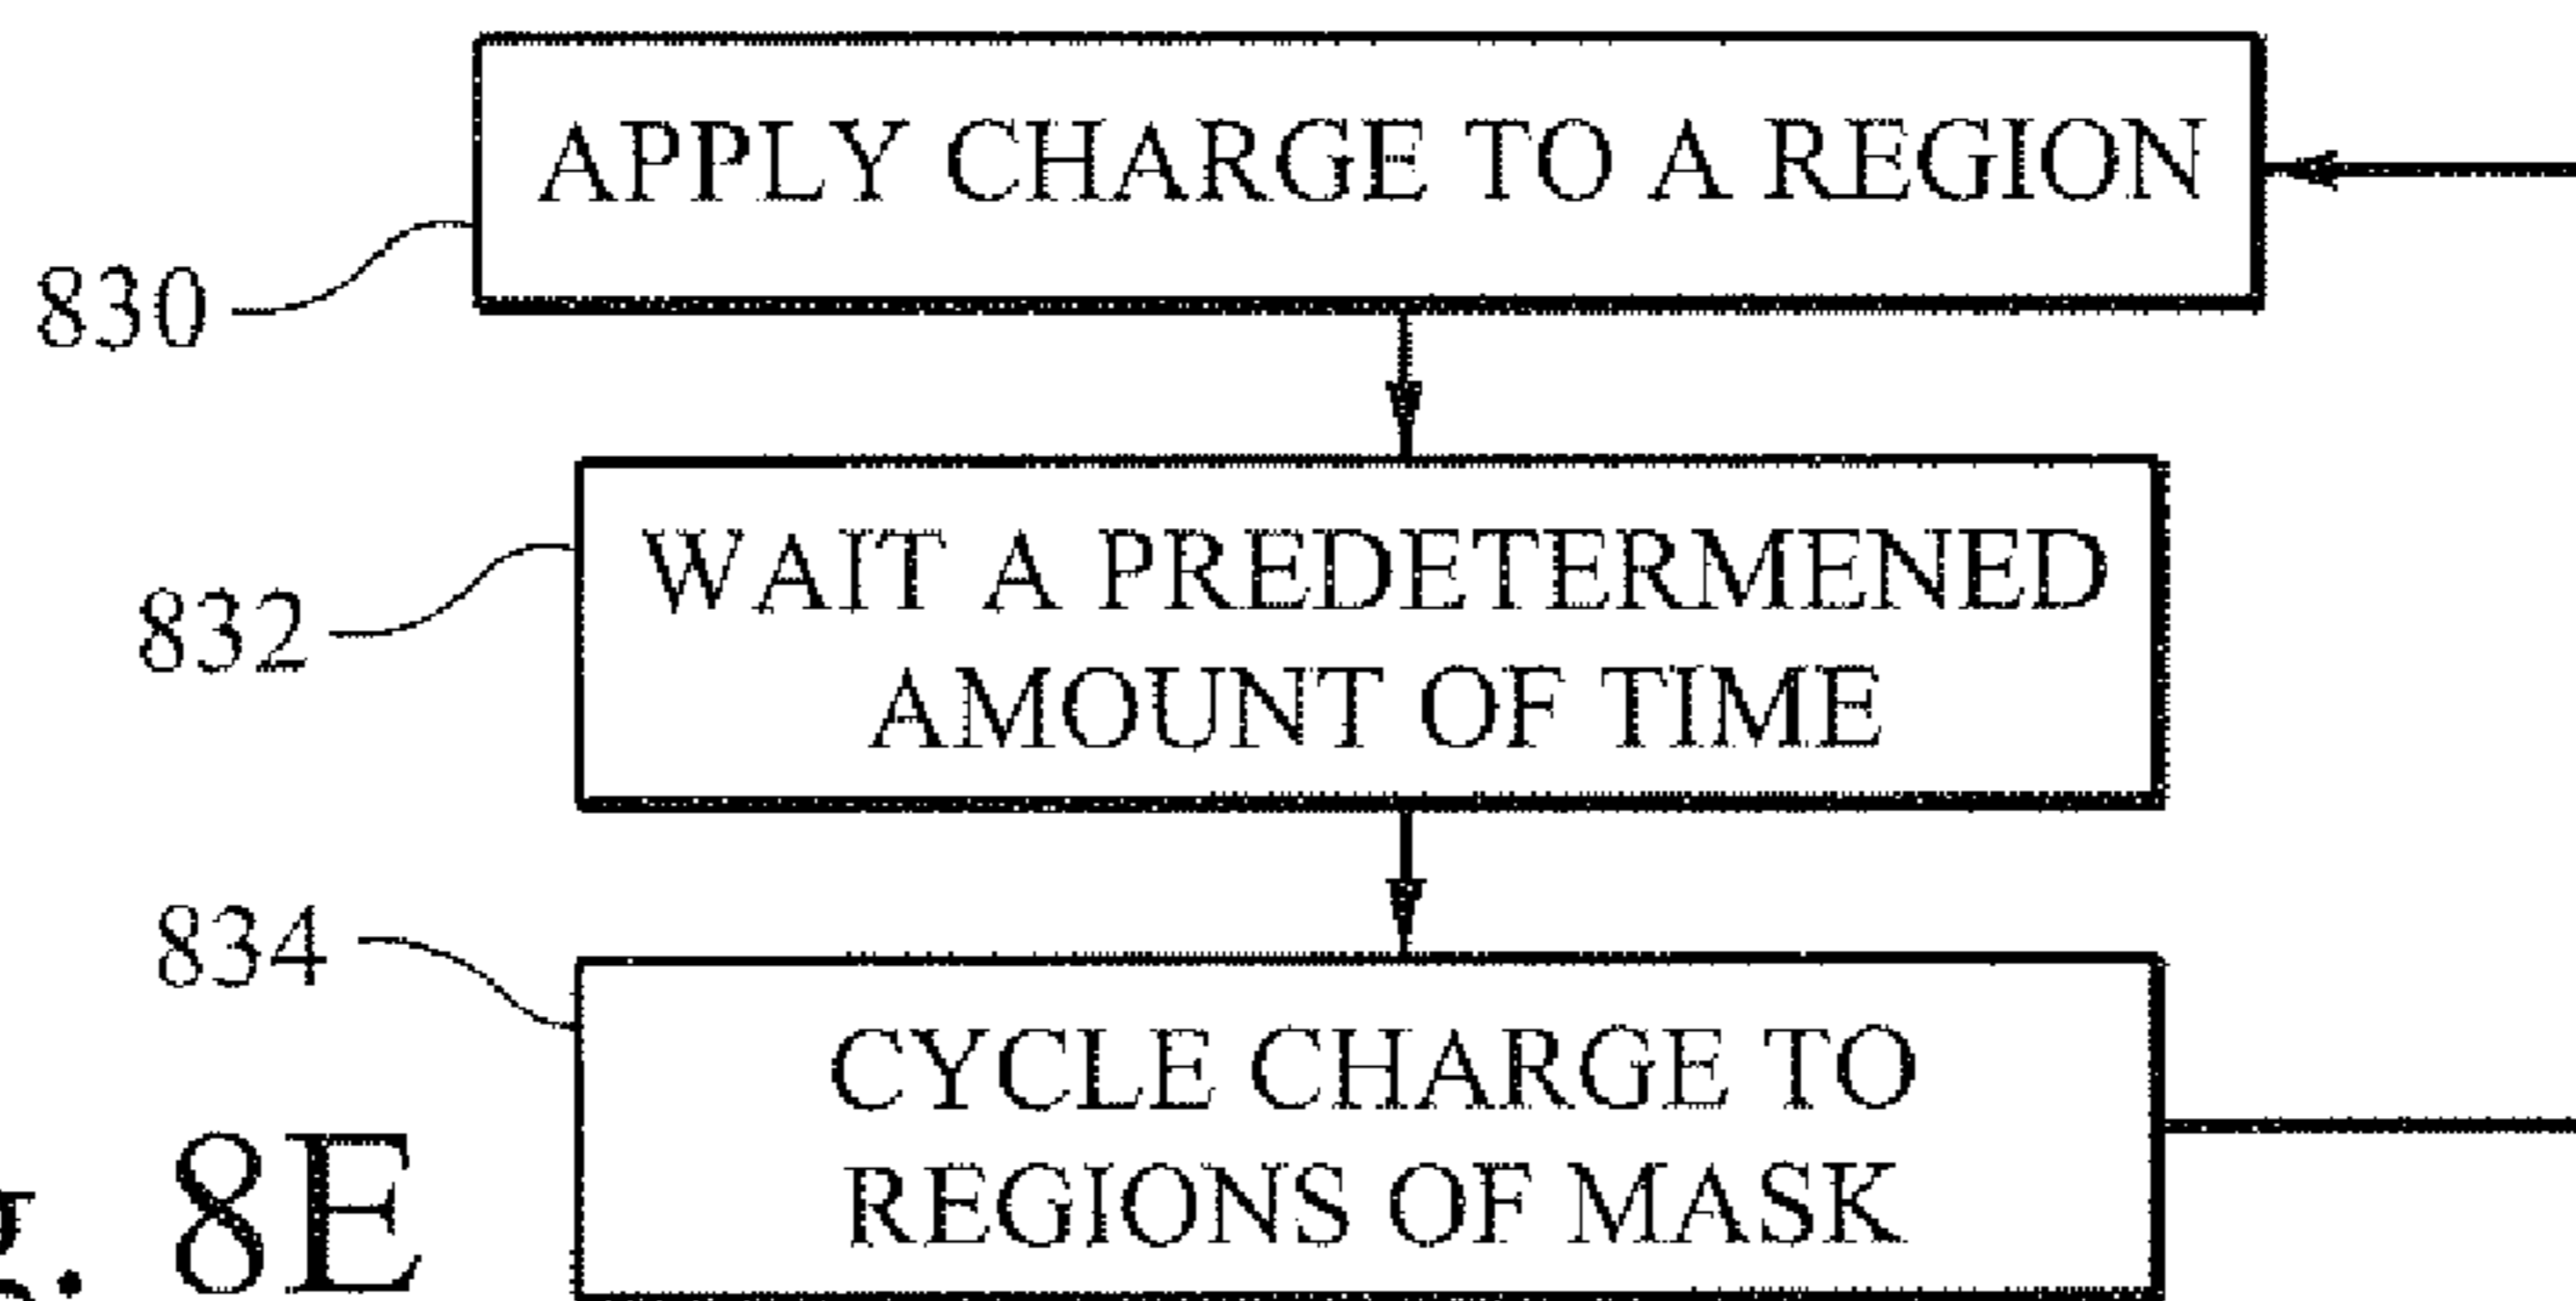 APPLY CHARGE TO A REGION
830
WAIT A PREDETERMENED
AMOUNT OF TIME
832
834
CYCLE CHARGE TO
REGIONS OF MASK
g. 8E